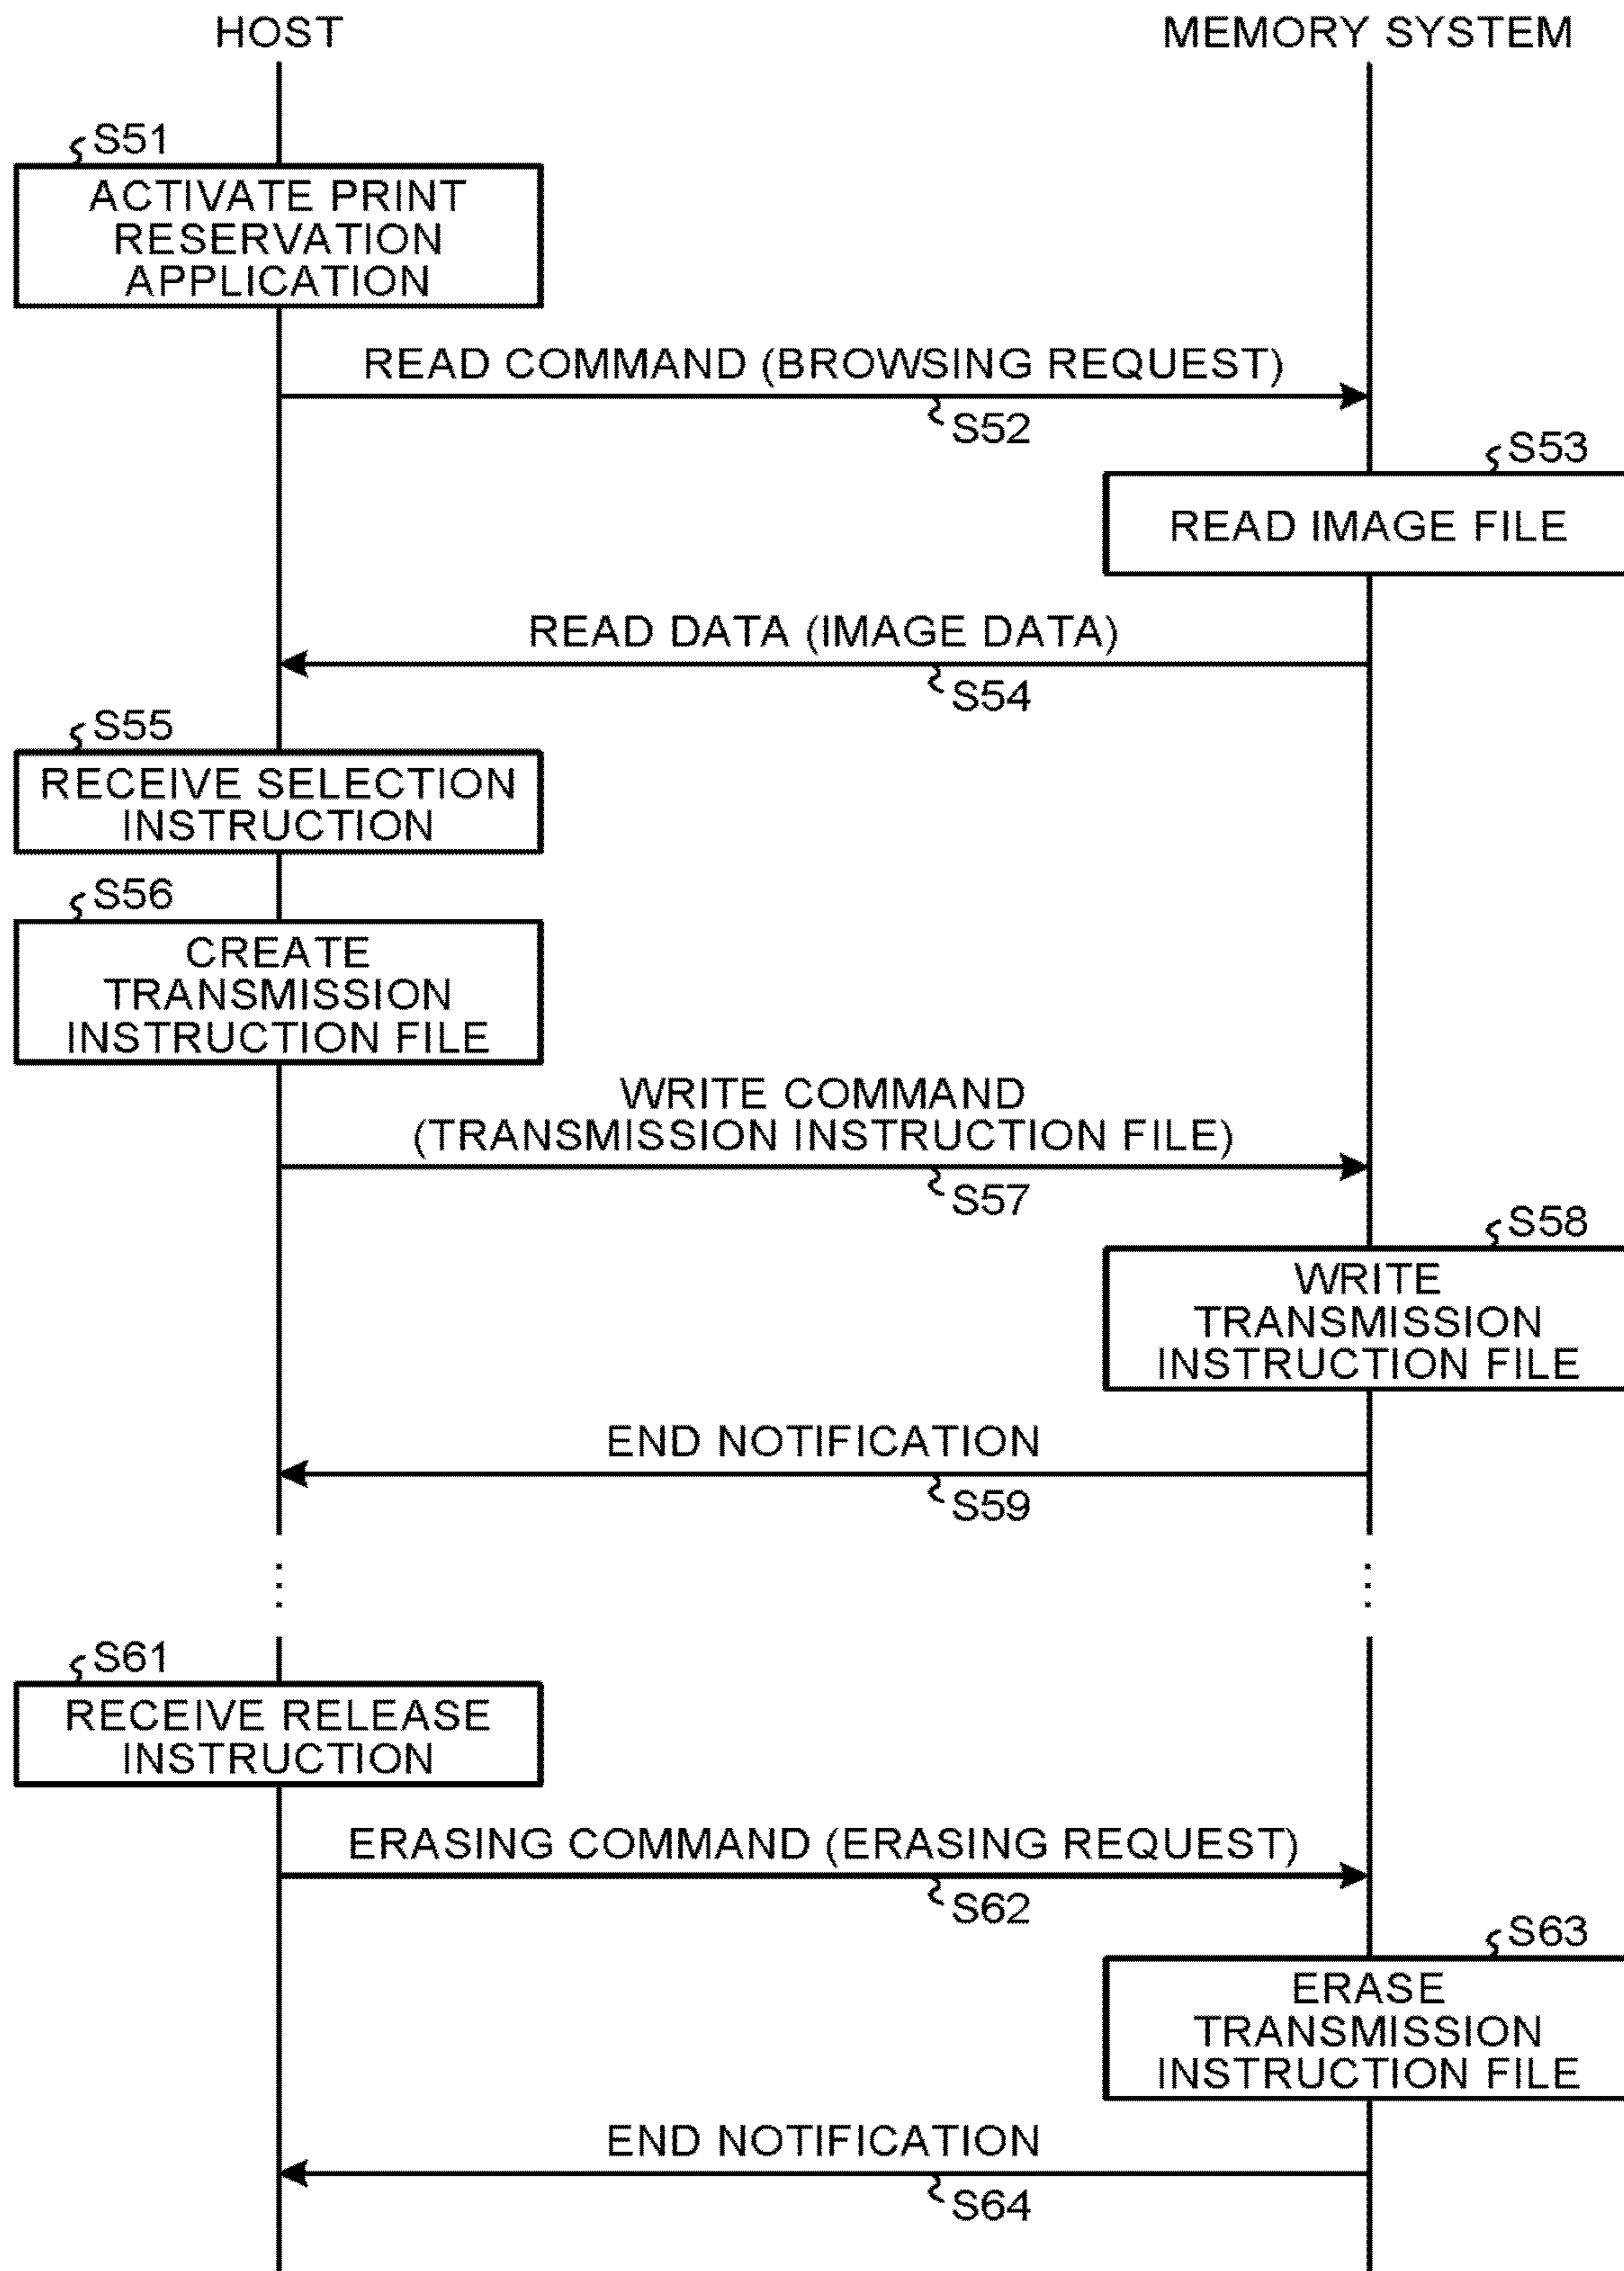 HOST
MEMORY SYSTEM
S51
ACTIVATE PRINT
RESERVATION
APPLICATION
READ COMMAND (BROWSING REQUEST)
S52
S53
READ IMAGE FILE
READ DATA (IMAGE DATA)
S54
S55
RECEIVE SELECTION
INSTRUCTION
S56
CREATE
TRANSMISSION
INSTRUCTION FILE
WRITE COMMAND
(TRANSMISSION INSTRUCTION FILE)
S57
S58
WRITE
TRANSMISSION
INSTRUCTION FILE
END NOTIFICATION
S59
S61
RECEIVE RELEASE
INSTRUCTION
ERASING COMMAND (ERASING REQUEST)
S62
S63
ERASE
TRANSMISSION
INSTRUCTION FILE
END NOTIFICATION
S64